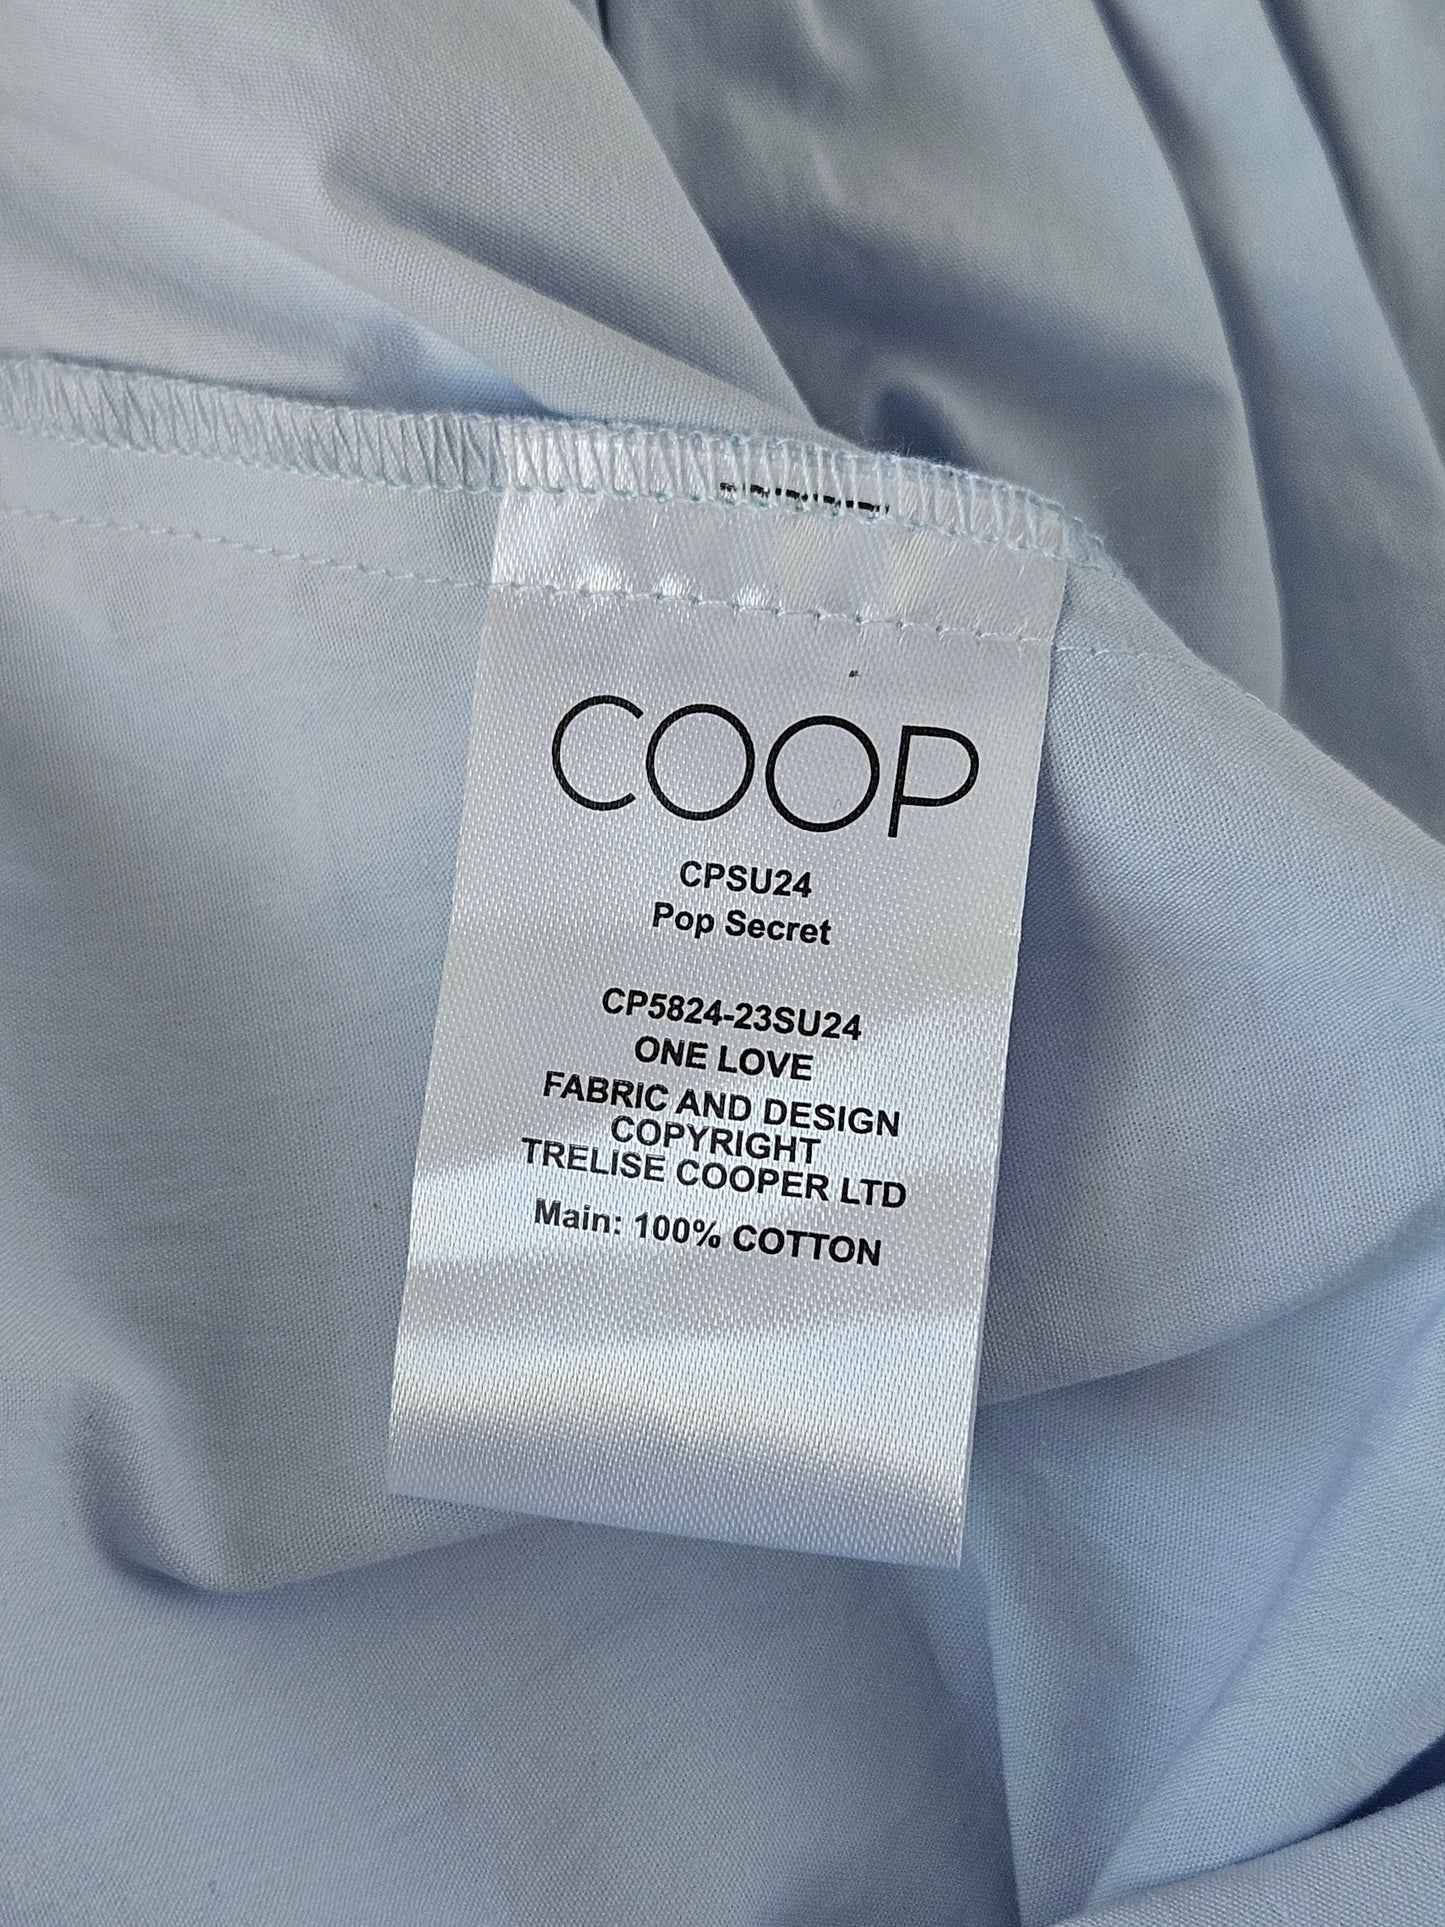 COOP
CPSU24
Pop Secret
CP5824-23SU24
ONE LOVE
FABRIC AND DESIGN
COPYRIGHT
TRELISE COOPER LTD
Main: 100% COTTON